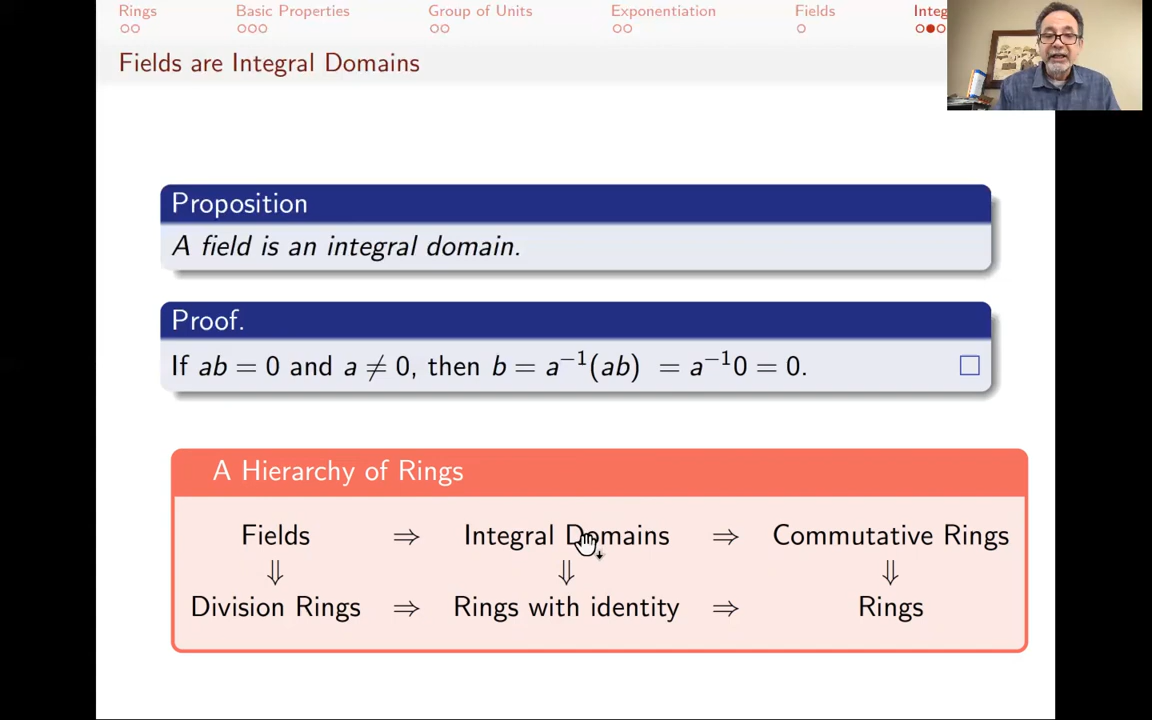 Rings Basic Properties Group of Units Exponentiation Fields Integ
Fields are Integral Domains
Proposition
A field is an integral domain.
Proof.
If ab = 0 and a ≠ 0, then b = a⁻¹(ab) = a⁻¹0 = 0. □
A Hierarchy of Rings
Fields ⇒ Integral Domains ⇒ Commutative Rings
⇓ ⇓ ⇓
Division Rings ⇒ Rings with identity ⇒ Rings